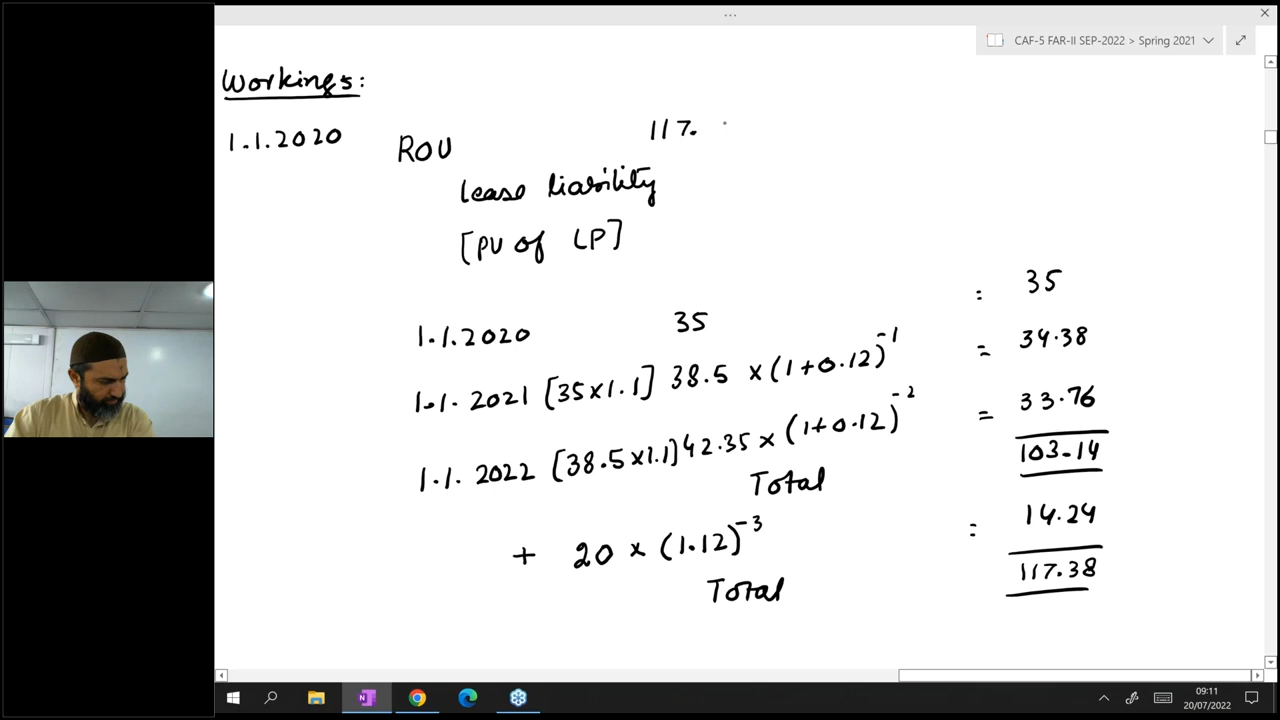 CAF-5 FAR-II SEP-2022 > Spring 2021
Workings:
1.1.2020 ROU 117.
Lease liability
[PV of LP]
1.1.2020 35 = 35
1.1.2021 [35x1.1] 38.5 x (1+0.12)^-1 = 34.38
1.1.2022 [38.5x1.1] 42.35 x (1+0.12)^-2 = 33.76
Total 103.14
+ 20 x (1.12)^-3 = 14.24
Total 117.38
09:11
20/07/2022